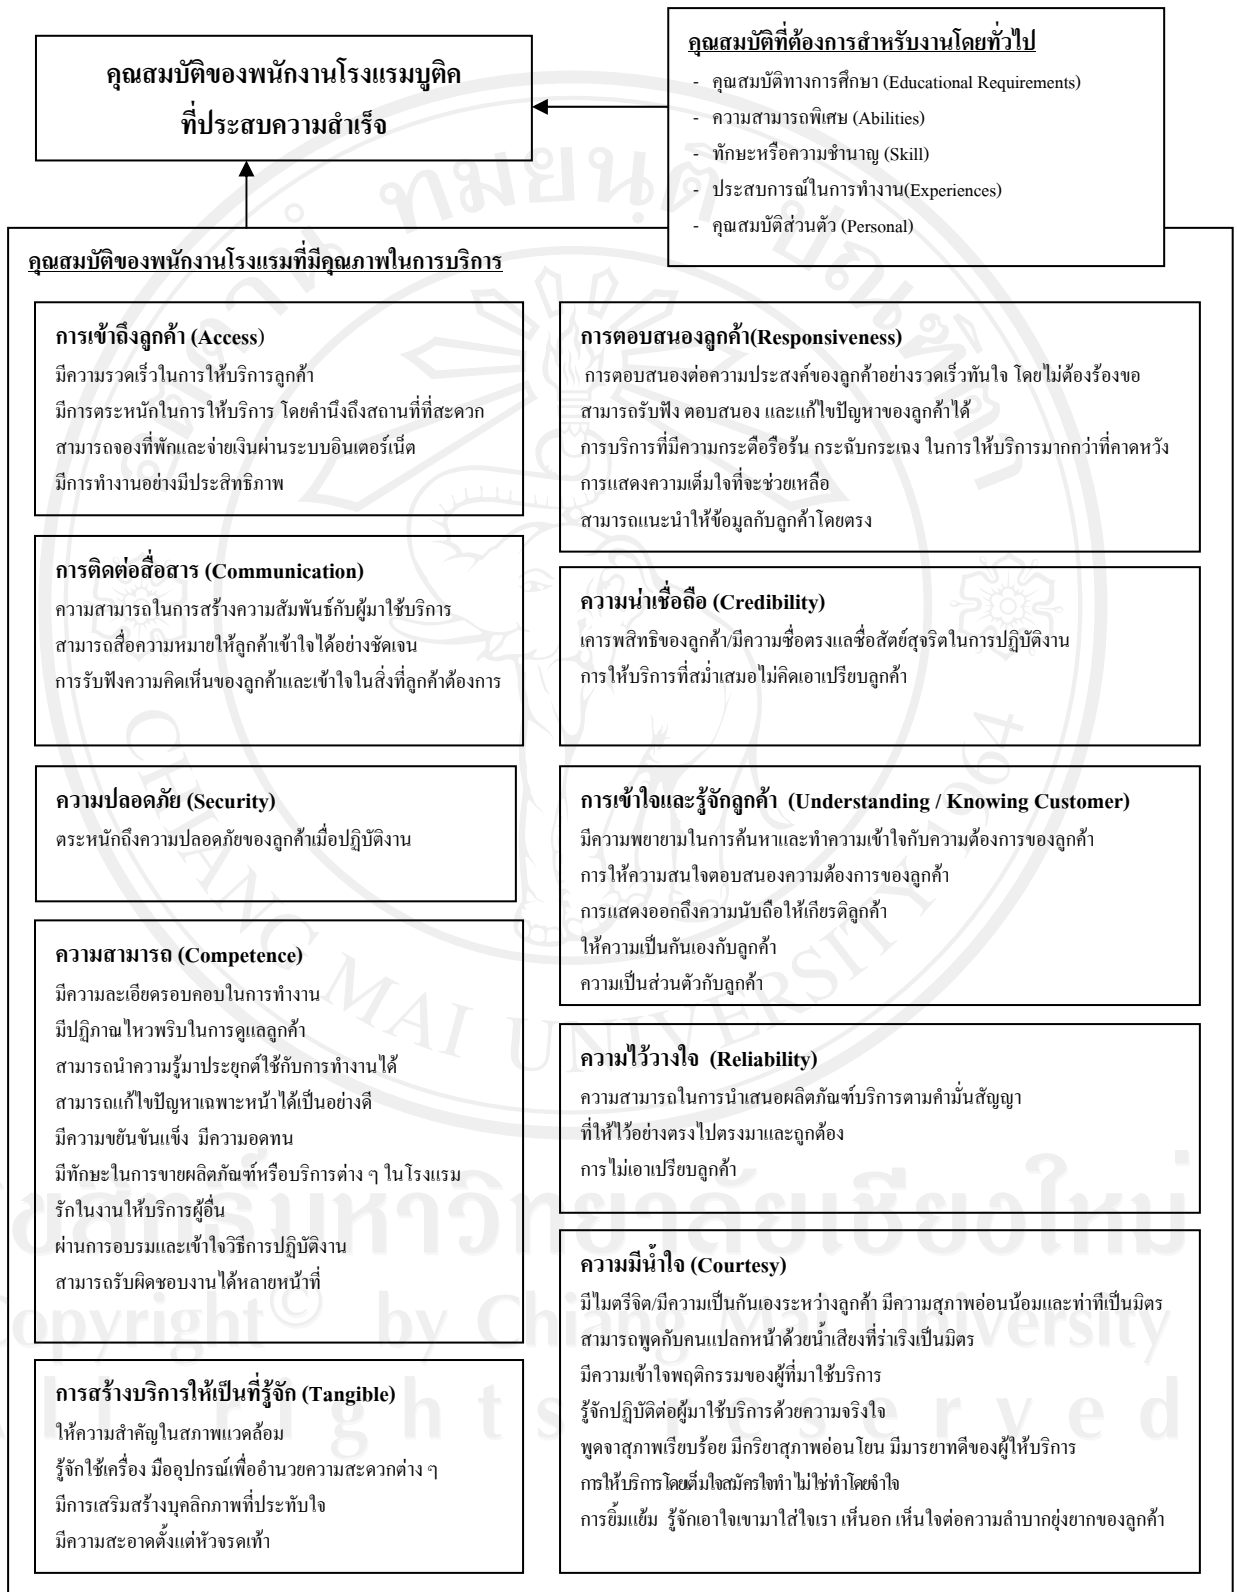 คุณสมบัติของพนักงานโรงแรมบูติค
ที่ประสบความสำเร็จ
คุณสมบัติที่ต้องการสำหรับงานโดยทั่วไป
- คุณสมบัติทางการศึกษา (Educational Requirements)
- ความสามารถพิเศษ (Abilities)
- ทักษะหรือความชำนาญ (Skill)
- ประสบการณ์ในการทำงาน(Experiences)
- คุณสมบัติส่วนตัว (Personal)
คุณสมบัติของพนักงานโรงแรมที่มีคุณภาพในการบริการ
การเข้าถึงลูกค้า (Access)
มีความรวดเร็วในการให้บริการลูกค้า
มีการตระหนักในการให้บริการ โดยคำนึงถึงสถานที่ที่สะดวก
สามารถจองที่พักและจ่ายเงินผ่านระบบอินเตอร์เน็ต
มีการทำงานอย่างมีประสิทธิภาพ
การตอบสนองลูกค้า(Responsiveness)
การตอบสนองต่อความประสงค์ของลูกค้าอย่างรวดเร็วทันใจ โดยไม่ต้องร้องขอ
สามารถรับฟัง ตอบสนอง และแก้ไขปัญหาของลูกค้าได้
การบริการที่มีความกระตือรือร้น กระฉับกระเฉง ในการให้บริการมากกว่าที่คาดหวัง
การแสดงความเต็มใจที่จะช่วยเหลือ
สามารถแนะนำให้ข้อมูลกับลูกค้าโดยตรง
การติดต่อสื่อสาร (Communication)
ความสามารถในการสร้างความสัมพันธ์กับผู้มาใช้บริการ
สามารถสื่อความหมายให้ลูกค้าเข้าใจได้อย่างชัดเจน
การรับฟังความคิดเห็นของลูกค้าและเข้าใจในสิ่งที่ลูกค้าต้องการ
ความน่าเชื่อถือ (Credibility)
เคารพสิทธิของลูกค้า/มีความซื่อตรงแลซื่อสัตย์สุจริตในการปฏิบัติงาน
การให้บริการที่สม่ำเสมอไม่คิดเอาเปรียบลูกค้า
ความปลอดภัย (Security)
ตระหนักถึงความปลอดภัยของลูกค้าเมื่อปฏิบัติงาน
การเข้าใจและรู้จักลูกค้า (Understanding / Knowing Customer)
มีความพยายามในการค้นหาและทำความเข้าใจกับความต้องการของลูกค้า
การให้ความสนใจตอบสนองความต้องการของลูกค้า
การแสดงออกถึงความนับถือให้เกียรติลูกค้า
ให้ความเป็นกันเองกับลูกค้า
ความเป็นส่วนตัวกับลูกค้า
ความสามารถ (Competence)
มีความละเอียดรอบคอบในการทำงาน
มีปฏิภาณไหวพริบในการดูแลลูกค้า
สามารถนำความรู้มาประยุกต์ใช้กับการทำงานได้
สามารถแก้ไขปัญหาเฉพาะหน้าได้เป็นอย่างดี
มีความขยันขันแข็ง มีความอดทน
มีทักษะในการขายผลิตภัณฑ์หรือบริการต่าง ๆ ในโรงแรม
รักในงานให้บริการผู้อื่น
ผ่านการอบรมและเข้าใจวิธีการปฏิบัติงาน
สามารถรับผิดชอบงานได้หลายหน้าที่
ความไว้วางใจ (Reliability)
ความสามารถในการนำเสนอผลิตภัณฑ์บริการตามคำมั่นสัญญา
ที่ให้ไว้อย่างตรงไปตรงมาและถูกต้อง
การไม่เอาเปรียบลูกค้า
ความมีน้ำใจ (Courtesy)
มีไมตรีจิต/มีความเป็นกันเองระหว่างลูกค้า มีความสุภาพอ่อนน้อมและท่าทีเป็นมิตร
สามารถพูดกับคนแปลกหน้าด้วยน้ำเสียงที่ร่าเริงเป็นมิตร
มีความเข้าใจพฤติกรรมของผู้ที่มาใช้บริการ
รู้จักปฏิบัติต่อผู้มาใช้บริการด้วยความจริงใจ
พูดจาสุภาพเรียบร้อย มีกริยาสุภาพอ่อนโยน มีมารยาทดีของผู้ให้บริการ
การให้บริการโดยเต็มใจสมัครใจทำ ไม่ใช่ทำโดยจำใจ
การยิ้มแย้ม รู้จักเอาใจเขามาใส่ใจเรา เห็นอก เห็นใจต่อความลำบากยุ่งยากของลูกค้า
การสร้างบริการให้เป็นที่รู้จัก (Tangible)
ให้ความสำคัญในสภาพแวดล้อม
รู้จักใช้เครื่อง มืออุปกรณ์เพื่ออำนวยความสะดวกต่าง ๆ
มีการเสริมสร้างบุคลิกภาพที่ประทับใจ
มีความสะอาดตั้งแต่หัวจรดเท้า
CHIANG MAI UNIVERSITY 1964
มหาวิทยาลัยเชียงใหม่
Copyright © by Chiang Mai University
All rights reserved